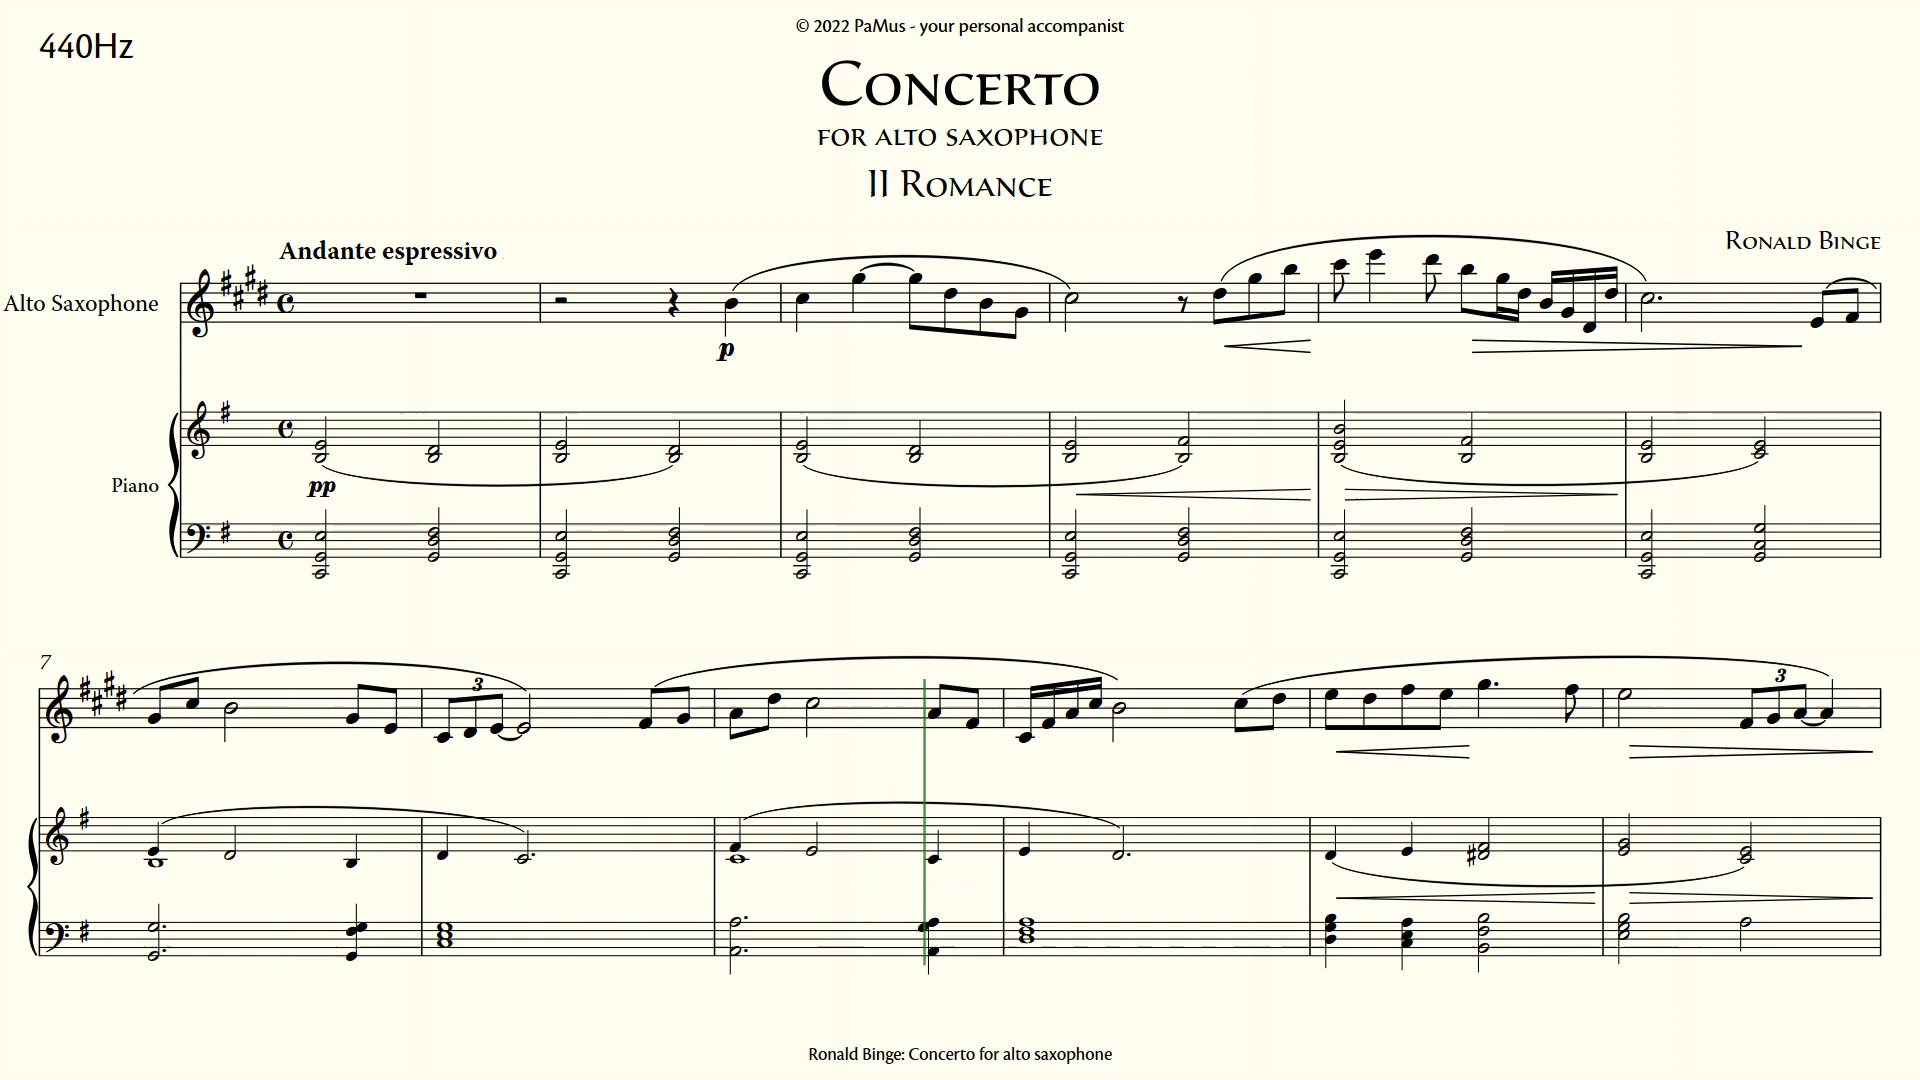 © 2022 PaMus - your personal accompanist
440Hz
Concerto
for alto saxophone
II Romance
Ronald Binge
Andante espressivo
Alto Saxophone
p
Piano
pp
7
3
3
Ronald Binge: Concerto for alto saxophone